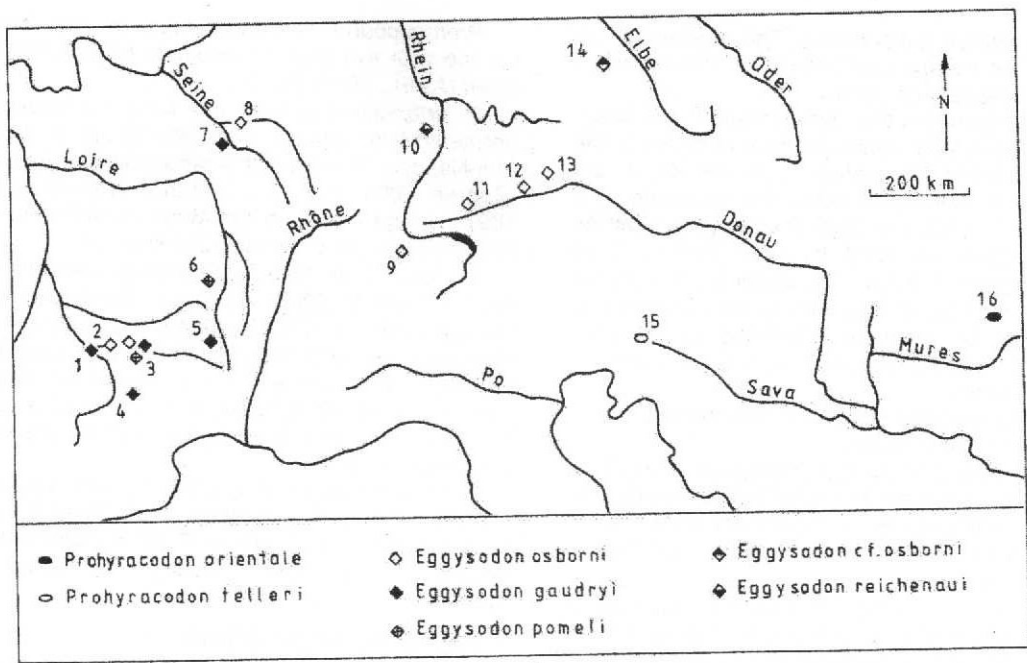 Seine
8
7
Loire
Rhône
Rhein
10
14
Elbe
Oder
N
200 km
11
12
13
Donau
9
6
5
2
1
3
4
15
16
Mures
Po
Sava
Prohyracodon orientale
Prohyracodon telleri
Eggysodon osborni
Eggysodon gaudryi
Eggysodon pomeli
Eggysodon cf. osborni
Eggysodon reichenaui